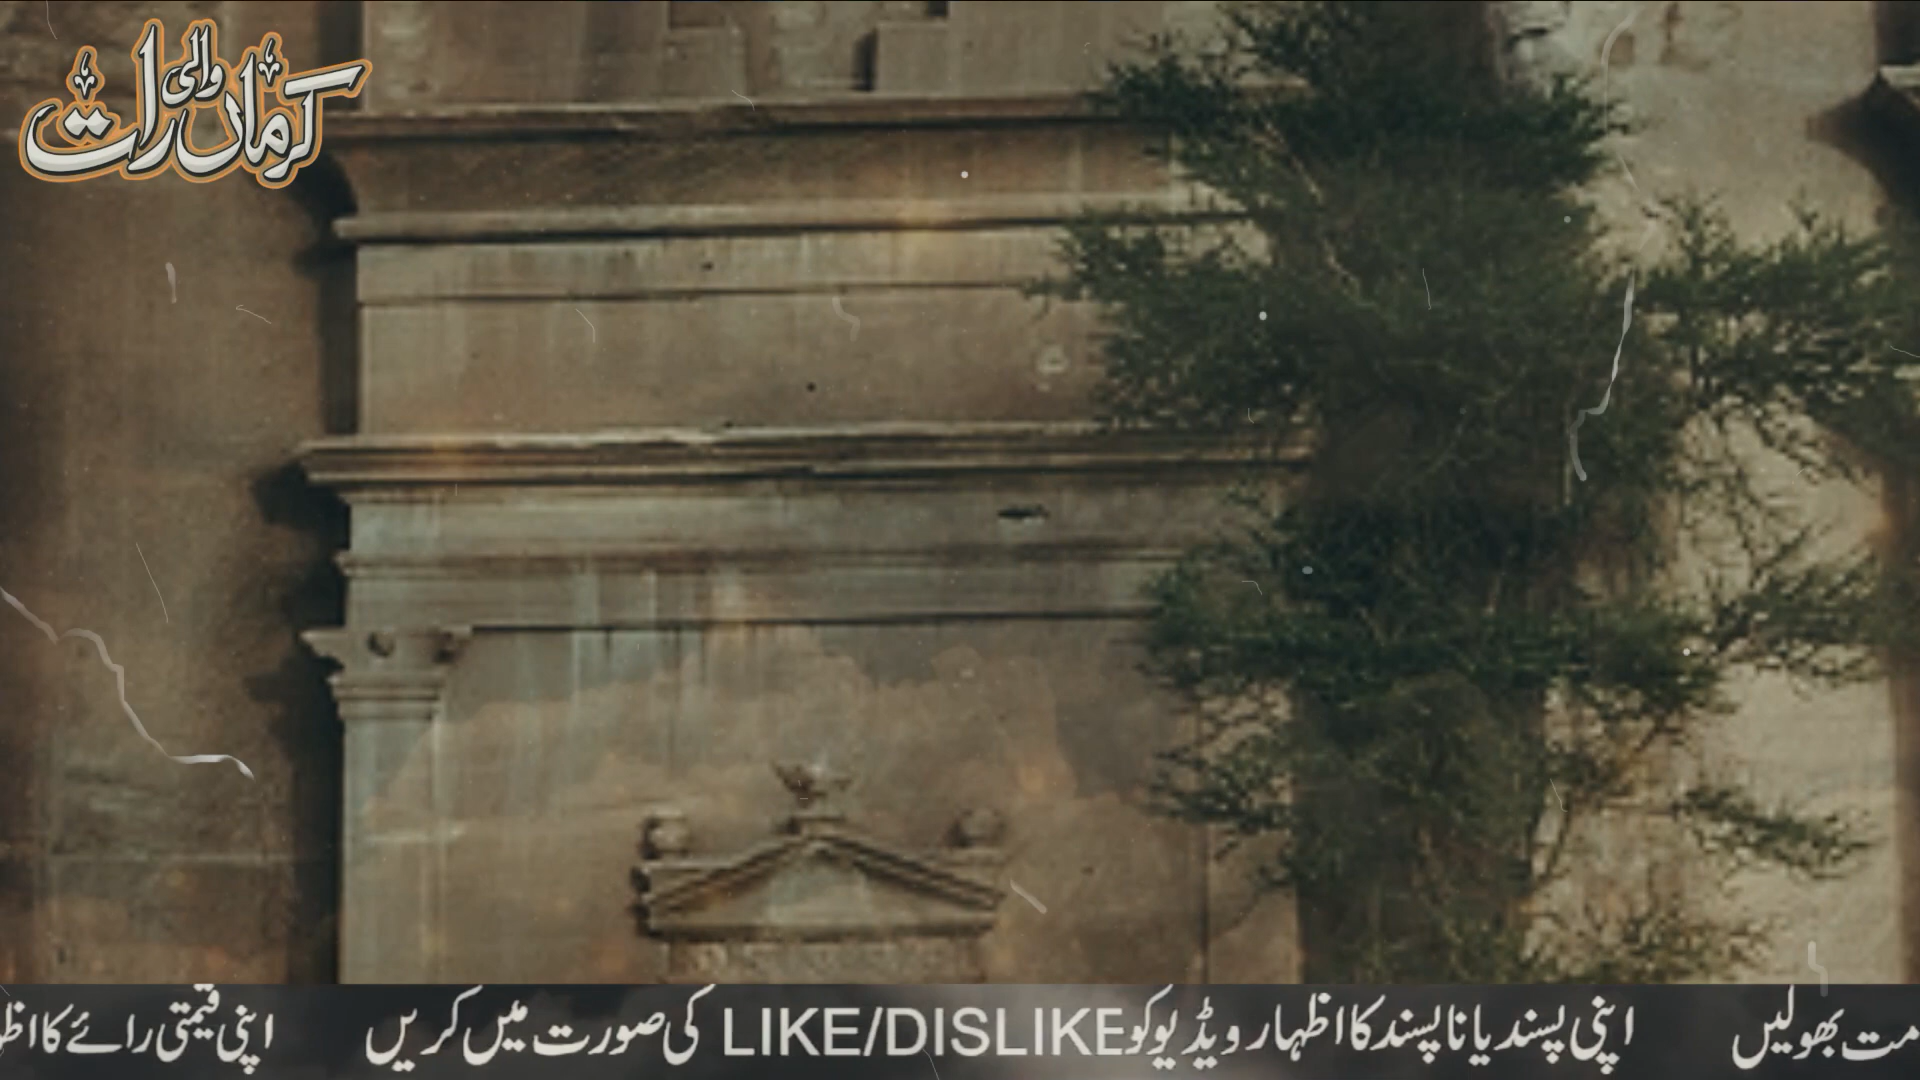 کرماں والی رات
مت بھولیں اپنی پسند یا ناپسند کا اظہار ویڈیو کو LIKE/DISLIKE کی صورت میں کریں اپنی قیمتی رائے کا